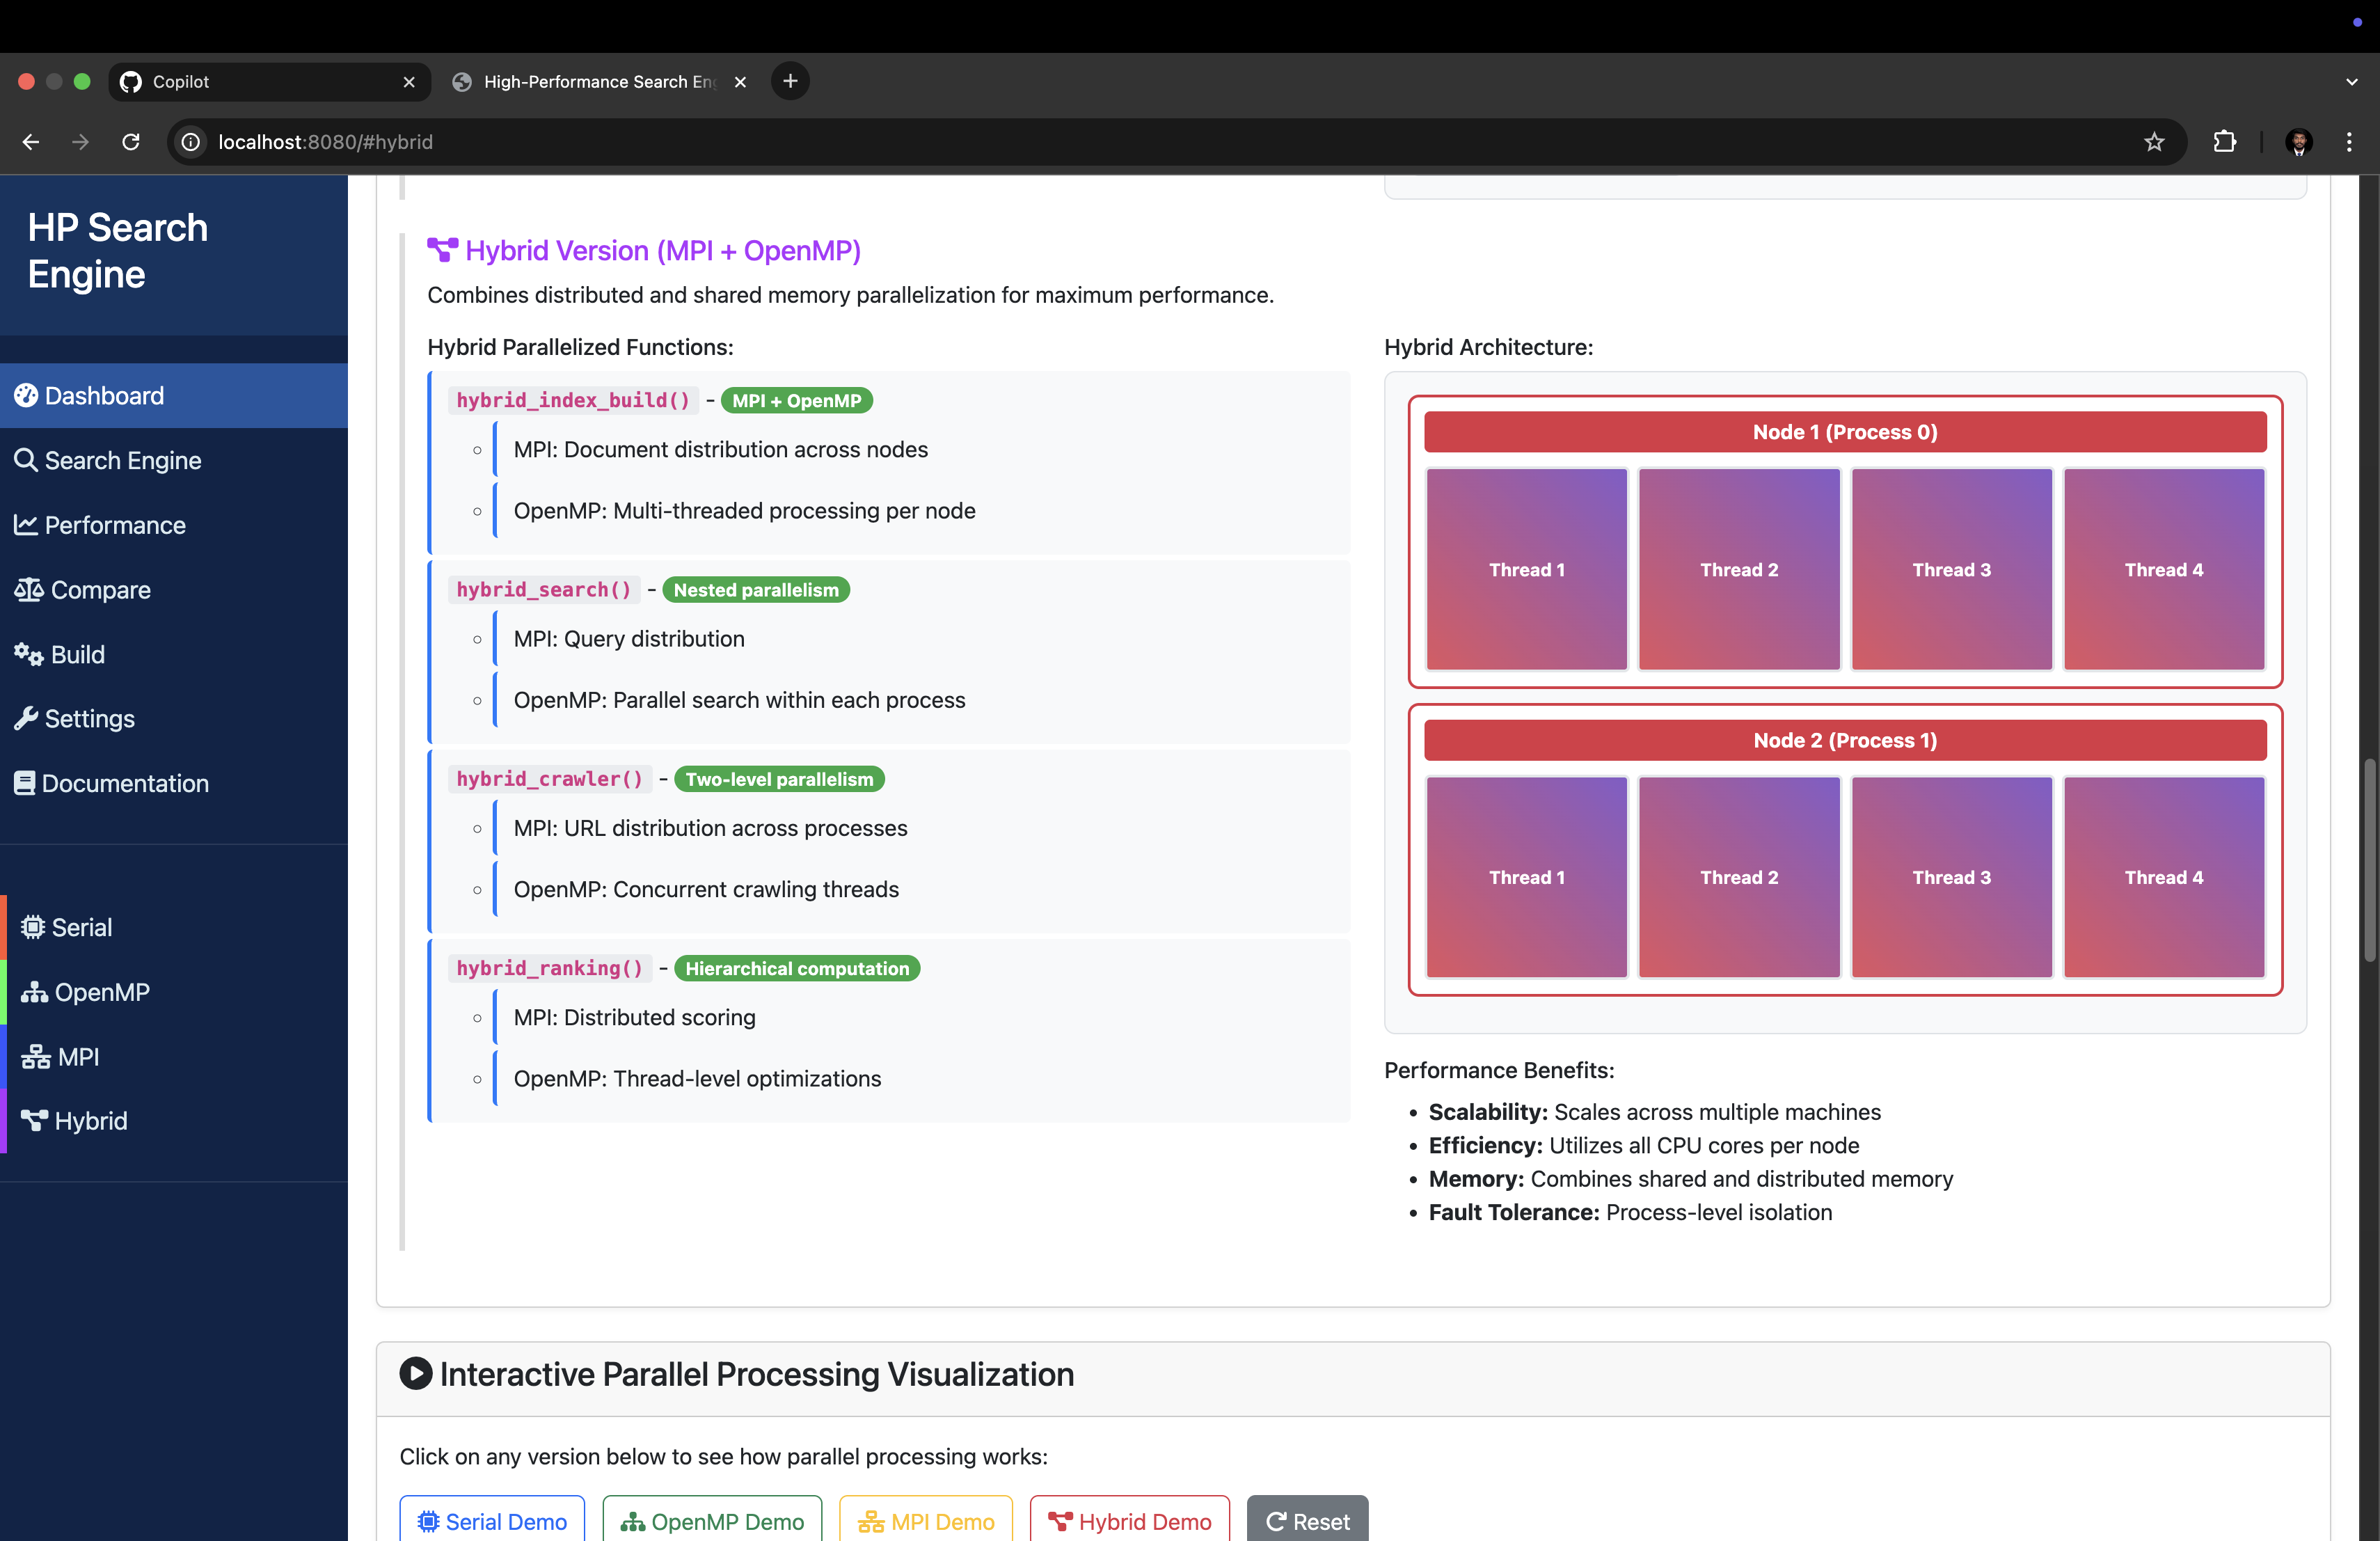 Copilot
High-Performance Search Eng
localhost:8080/#hybrid
HP Search
Engine
Dashboard
Search Engine
Performance
Compare
Build
Settings
Documentation
Serial
OpenMP
MPI
Hybrid
Hybrid Version (MPI + OpenMP)
Combines distributed and shared memory parallelization for maximum performance.
Hybrid Parallelized Functions:
hybrid_index_build() - MPI + OpenMP
MPI: Document distribution across nodes
OpenMP: Multi-threaded processing per node
hybrid_search() - Nested parallelism
MPI: Query distribution
OpenMP: Parallel search within each process
hybrid_crawler() - Two-level parallelism
MPI: URL distribution across processes
OpenMP: Concurrent crawling threads
hybrid_ranking() - Hierarchical computation
MPI: Distributed scoring
OpenMP: Thread-level optimizations
Hybrid Architecture:
Node 1 (Process 0)
Thread 1 Thread 2 Thread 3 Thread 4
Node 2 (Process 1)
Thread 1 Thread 2 Thread 3 Thread 4
Performance Benefits:
• Scalability: Scales across multiple machines
• Efficiency: Utilizes all CPU cores per node
• Memory: Combines shared and distributed memory
• Fault Tolerance: Process-level isolation
Interactive Parallel Processing Visualization
Click on any version below to see how parallel processing works:
Serial Demo OpenMP Demo MPI Demo Hybrid Demo Reset